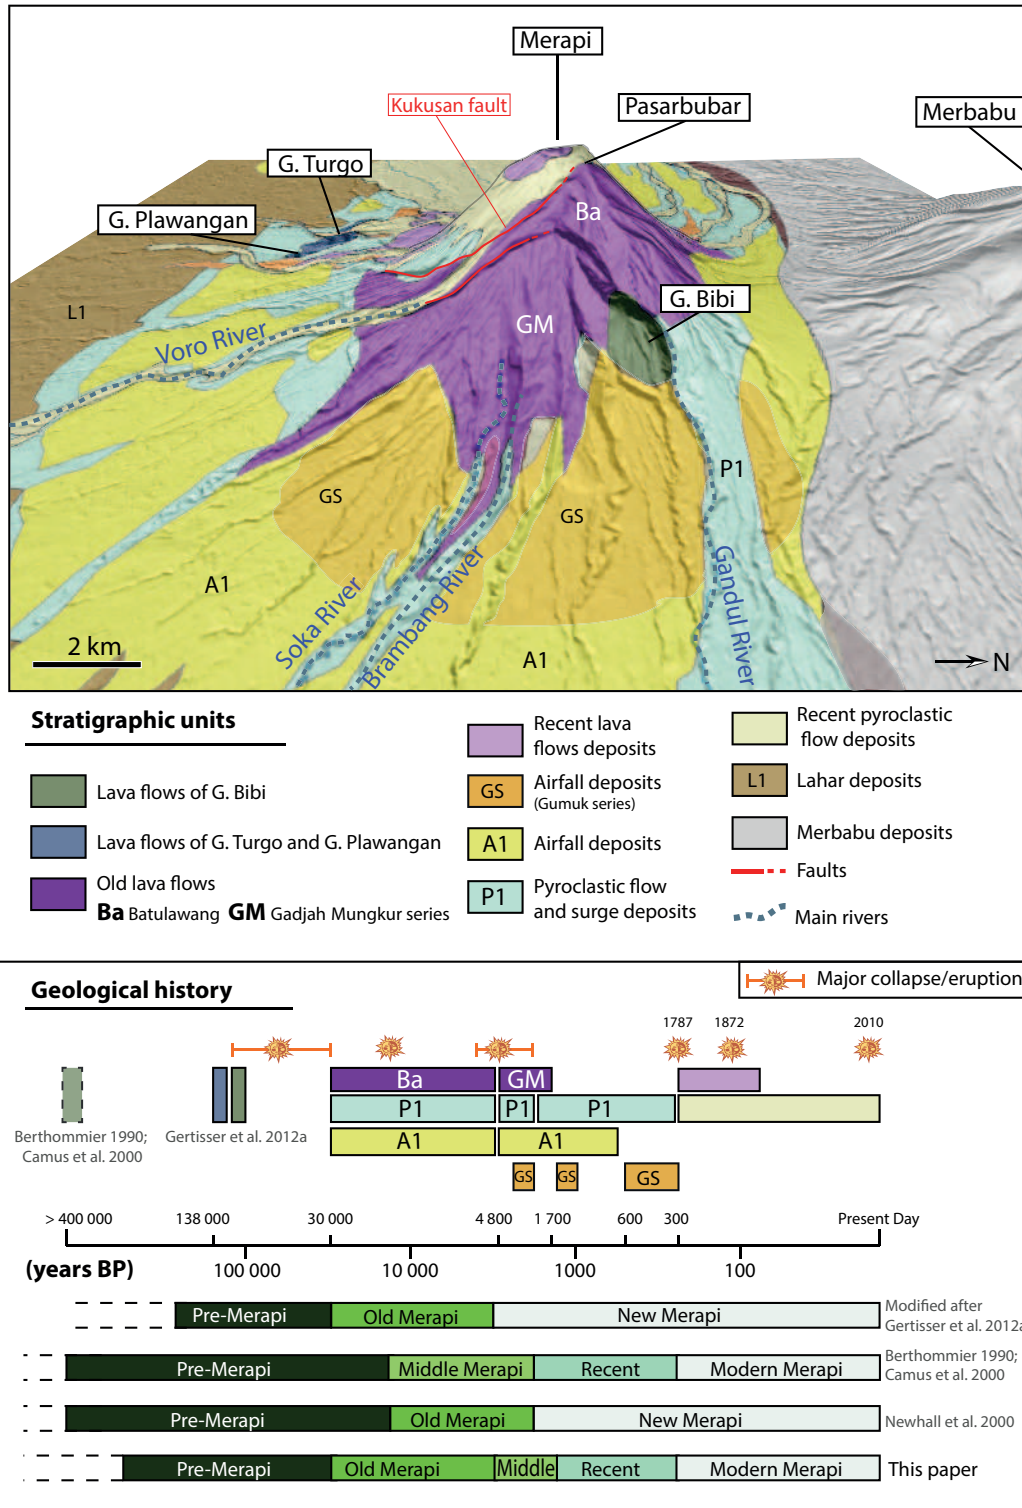 Merapi
Kukusan fault
Pasarbubar
Merbabu
G. Turgo
G. Plawangan
Ba
G. Bibi
L1
GM
Voro River
P1
GS
GS
A1
Soka River
Brambang River
Gandul River
2 km
A1
N
Stratigraphic units
Lava flows of G. Bibi
Lava flows of G. Turgo and G. Plawangan
Old lava flows
Ba Batulawang GM Gadjah Mungkur series
Recent lava
flows deposits
GS
Airfall deposits
(Gumuk series)
A1
Airfall deposits
P1
Pyroclastic flow
and surge deposits
Recent pyroclastic
flow deposits
L1
Lahar deposits
Merbabu deposits
Faults
Main rivers
Geological history
Major collapse/eruption
1787 1872 2010
Ba GM
P1 P1 P1
Berthommier 1990;
Camus et al. 2000
Gertisser et al. 2012a
A1 A1
GS GS GS
> 400 000 138 000 30 000 4 800 1 700 600 300 Present Day
(years BP) 100 000 10 000 1000 100
Pre-Merapi Old Merapi New Merapi
Modified after
Gertisser et al. 2012a
Pre-Merapi Middle Merapi Recent Modern Merapi
Berthommier 1990;
Camus et al. 2000
Pre-Merapi Old Merapi New Merapi Newhall et al. 2000
Pre-Merapi Old Merapi Middle Recent Modern Merapi This paper